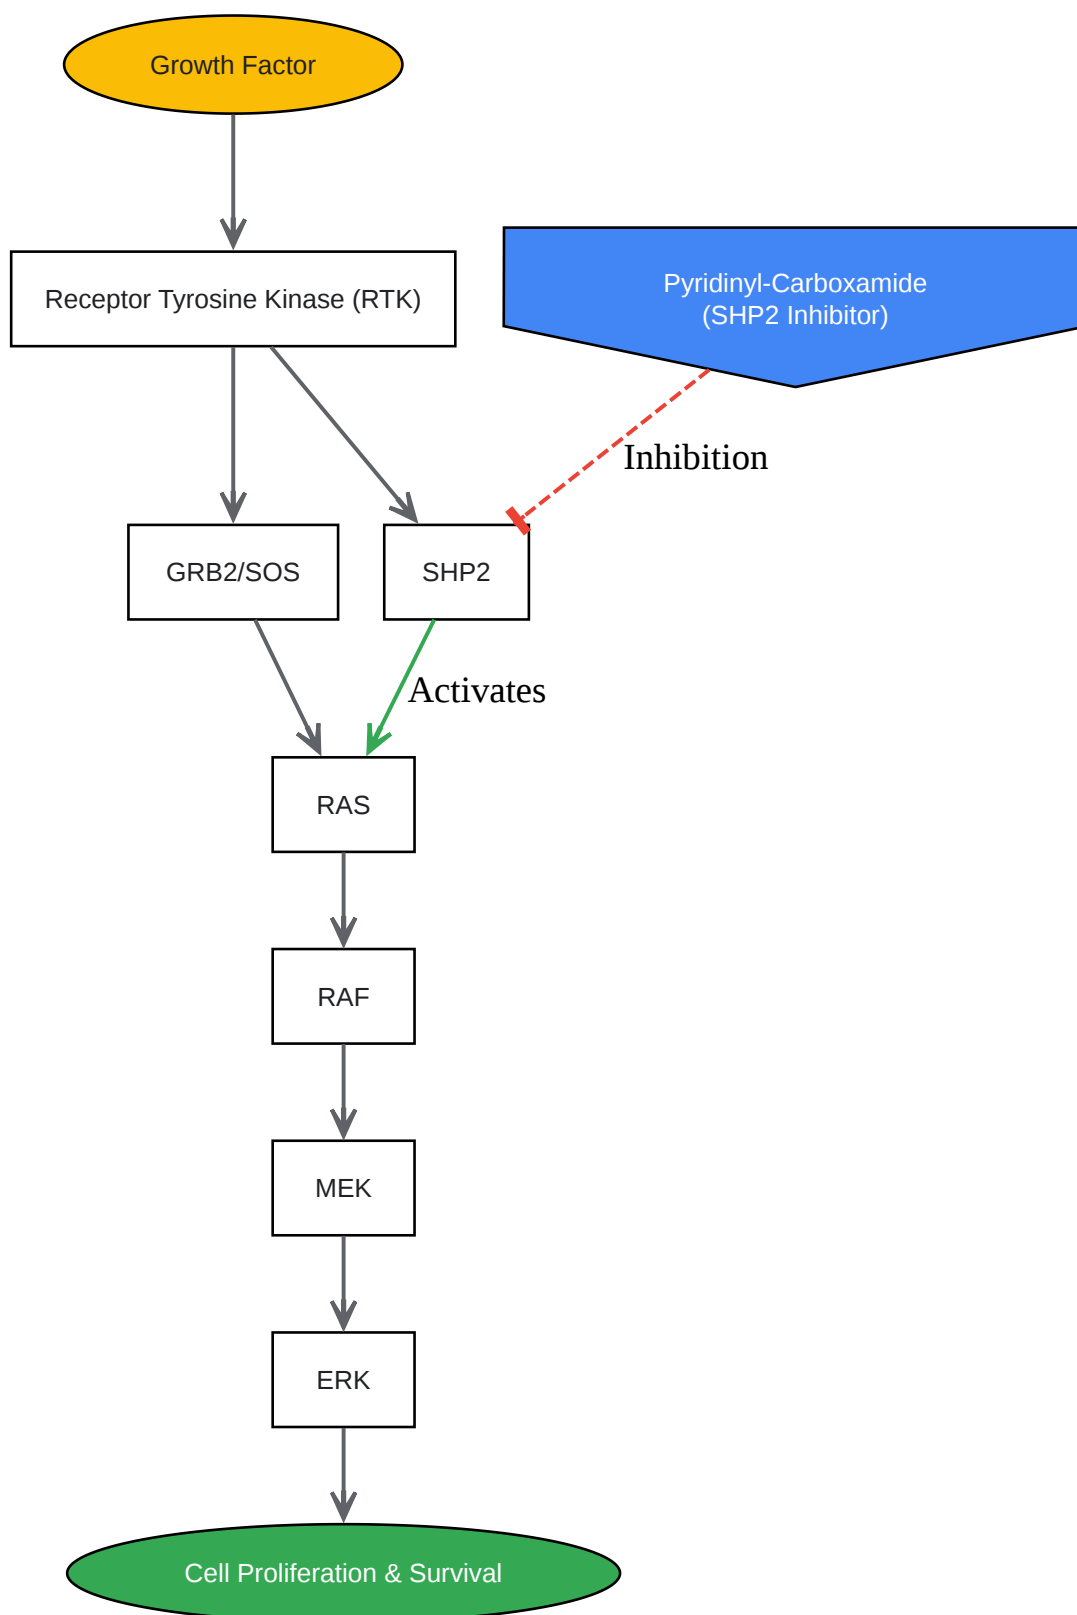 Growth Factor
Receptor Tyrosine Kinase (RTK)
Pyridinyl-Carboxamide
(SHP2 Inhibitor)
Inhibition
GRB2/SOS
SHP2
Activates
RAS
RAF
MEK
ERK
Cell Proliferation & Survival